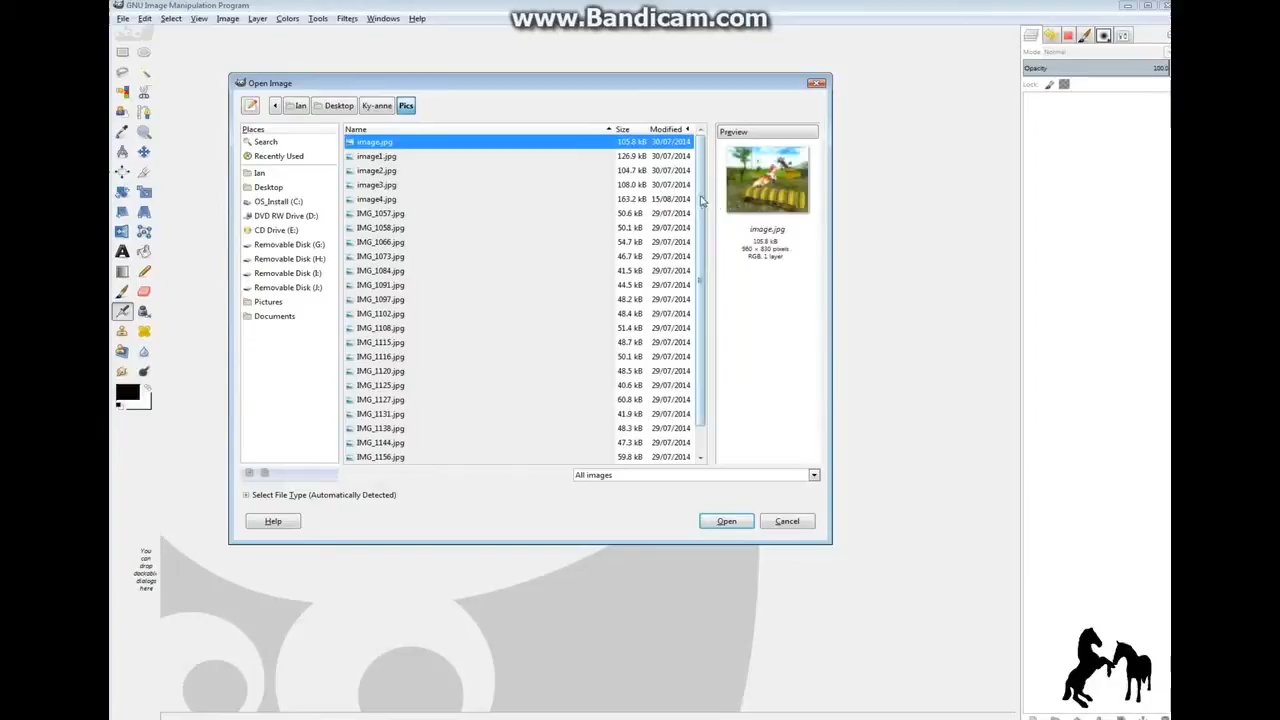 GNU Image Manipulation Program
www.Bandicam.com
File Edit Select View Image Layer Colors Tools Filters Windows Help
Mode: Normal
Opacity 100.0
Lock:
Open Image
Ian Desktop Ky-anne Pics
Places
Search
Recently Used
Ian
Desktop
OS_Install (C:)
DVD RW Drive (D:)
CD Drive (E:)
Removable Disk (G:)
Removable Disk (H:)
Removable Disk (I:)
Removable Disk (J:)
Pictures
Documents
Name Size Modified
image.jpg 105.8 kB 30/07/2014
image1.jpg 126.9 kB 30/07/2014
image2.jpg 104.7 kB 30/07/2014
image3.jpg 108.0 kB 30/07/2014
image4.jpg 163.2 kB 15/08/2014
IMG_1057.jpg 50.6 kB 29/07/2014
IMG_1058.jpg 50.1 kB 29/07/2014
IMG_1066.jpg 54.7 kB 29/07/2014
IMG_1073.jpg 46.7 kB 29/07/2014
IMG_1084.jpg 41.5 kB 29/07/2014
IMG_1091.jpg 44.5 kB 29/07/2014
IMG_1097.jpg 48.2 kB 29/07/2014
IMG_1102.jpg 48.4 kB 29/07/2014
IMG_1108.jpg 51.4 kB 29/07/2014
IMG_1115.jpg 48.7 kB 29/07/2014
IMG_1116.jpg 50.1 kB 29/07/2014
IMG_1120.jpg 48.5 kB 29/07/2014
IMG_1125.jpg 40.6 kB 29/07/2014
IMG_1127.jpg 60.8 kB 29/07/2014
IMG_1131.jpg 41.9 kB 29/07/2014
IMG_1138.jpg 48.3 kB 29/07/2014
IMG_1144.jpg 47.3 kB 29/07/2014
IMG_1156.jpg 59.8 kB 29/07/2014
Preview
image.jpg
105.8 kB
960 × 830 pixels
RGB, 1 layer
All images
Select File Type (Automatically Detected)
Help Open Cancel
You
can
drop
dockable
dialogs
here